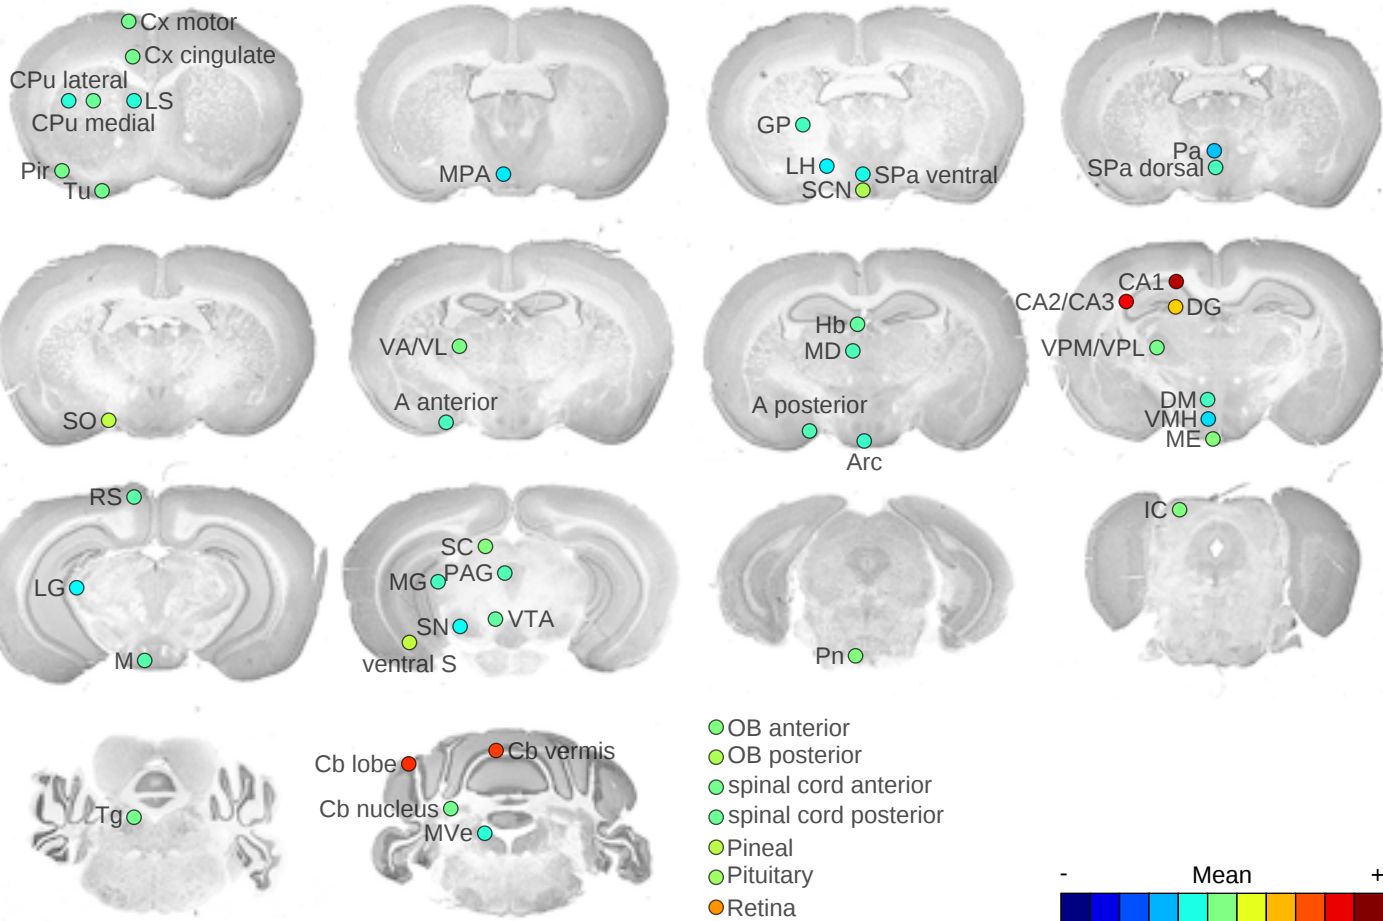 Cx motor
Cx cingulate
CPu lateral
LS
CPu medial
Pir
Tu
MPA
GP
LH
SPa ventral
SCN
Pa
SPa dorsal
SO
VA/VL
A anterior
Hb
MD
A posterior
Arc
CA1
CA2/CA3
DG
VPM/VPL
DM
VMH
ME
RS
LG
M
SC
MG
PAG
SN
VTA
ventral S
Pn
IC
Tg
Cb lobe
Cb vermis
Cb nucleus
MVe
OB anterior
OB posterior
spinal cord anterior
spinal cord posterior
Pineal
Pituitary
Retina
- Mean +